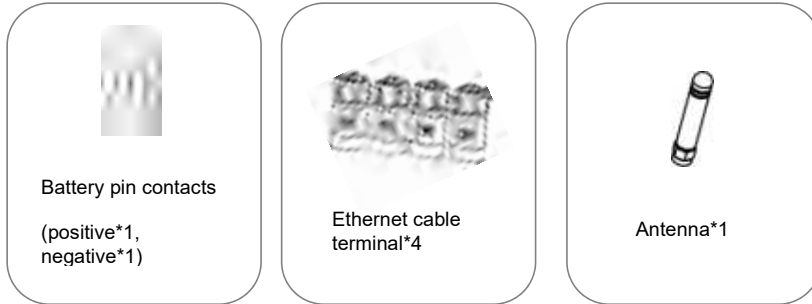 Battery pin contacts
(positive*1,
negative*1)
Ethernet cable
terminal*4
Antenna*1